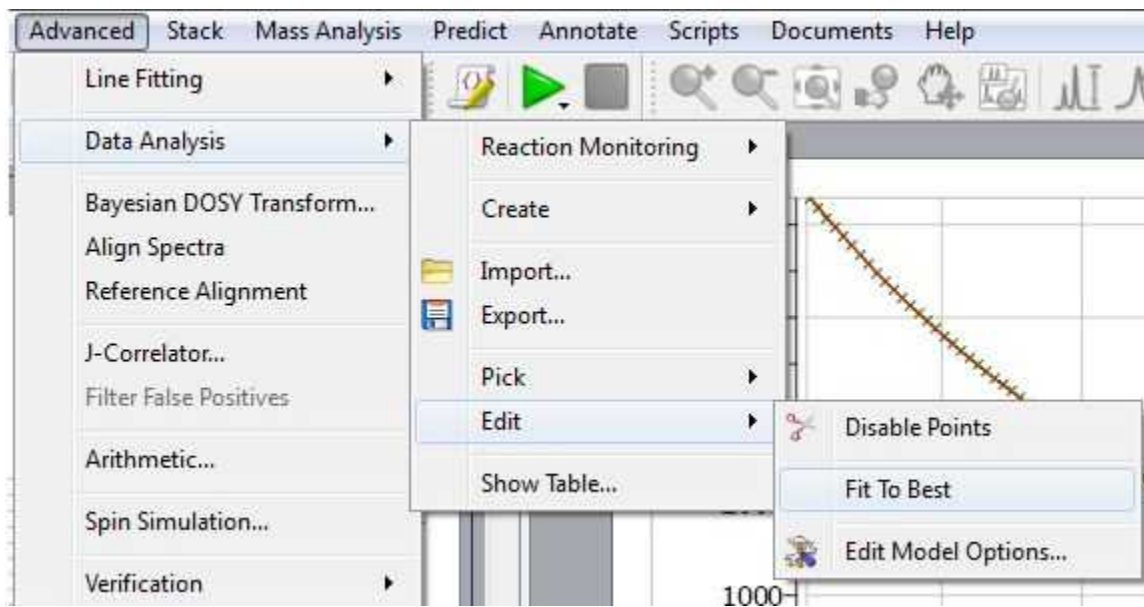 Advanced Stack Mass Analysis Predict Annotate Scripts Documents Help
Line Fitting
Data Analysis
Bayesian DOSY Transform...
Align Spectra
Reference Alignment
J-Correlator...
Filter False Positives
Arithmetic...
Spin Simulation...
Verification
Reaction Monitoring
Create
Import...
Export...
Pick
Edit
Show Table...
Disable Points
Fit To Best
Edit Model Options...
1000